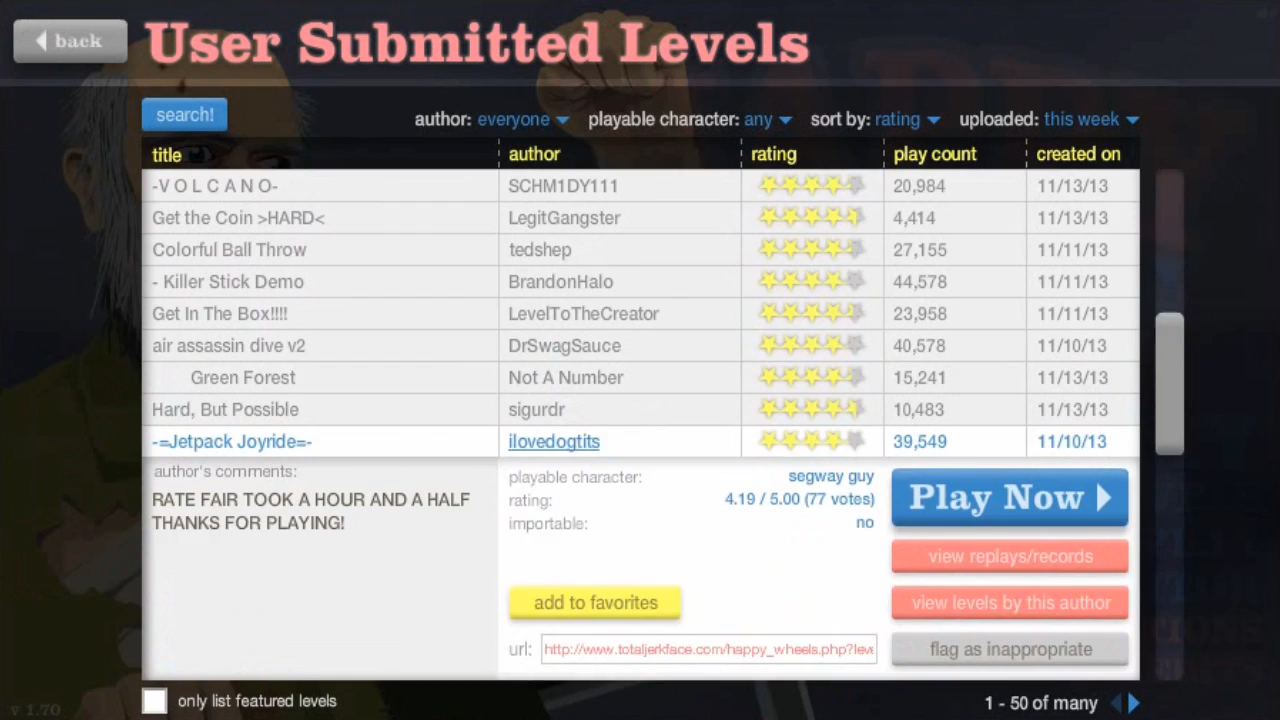 back
User Submitted Levels
search!
author: everyone playable character: any sort by: rating uploaded: this week
title author rating play count created on
-V O L C A N O- SCHM1DY111 20,984 11/13/13
Get the Coin >HARD< LegitGangster 4,414 11/13/13
Colorful Ball Throw tedshep 27,155 11/11/13
- Killer Stick Demo BrandonHalo 44,578 11/11/13
Get In The Box!!!! LevelToTheCreator 23,958 11/11/13
air assassin dive v2 DrSwagSauce 40,578 11/10/13
Green Forest Not A Number 15,241 11/13/13
Hard, But Possible sigurdr 10,483 11/13/13
-=Jetpack Joyride=- ilovedogtits 39,549 11/10/13
author's comments:
RATE FAIR TOOK A HOUR AND A HALF
THANKS FOR PLAYING!
playable character: segway guy
rating: 4.19 / 5.00 (77 votes)
importable: no
add to favorites
url: http://www.totaljerkface.com/happy_wheels.php?leve
Play Now
view replays/records
view levels by this author
flag as inappropriate
v 1.70
only list featured levels
1 - 50 of many